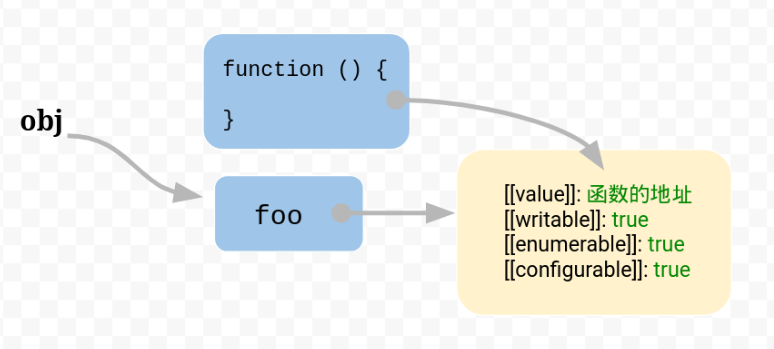 function () {
}
obj
foo
[[value]]: 函数的地址
[[writable]]: true
[[enumerable]]: true
[[configurable]]: true